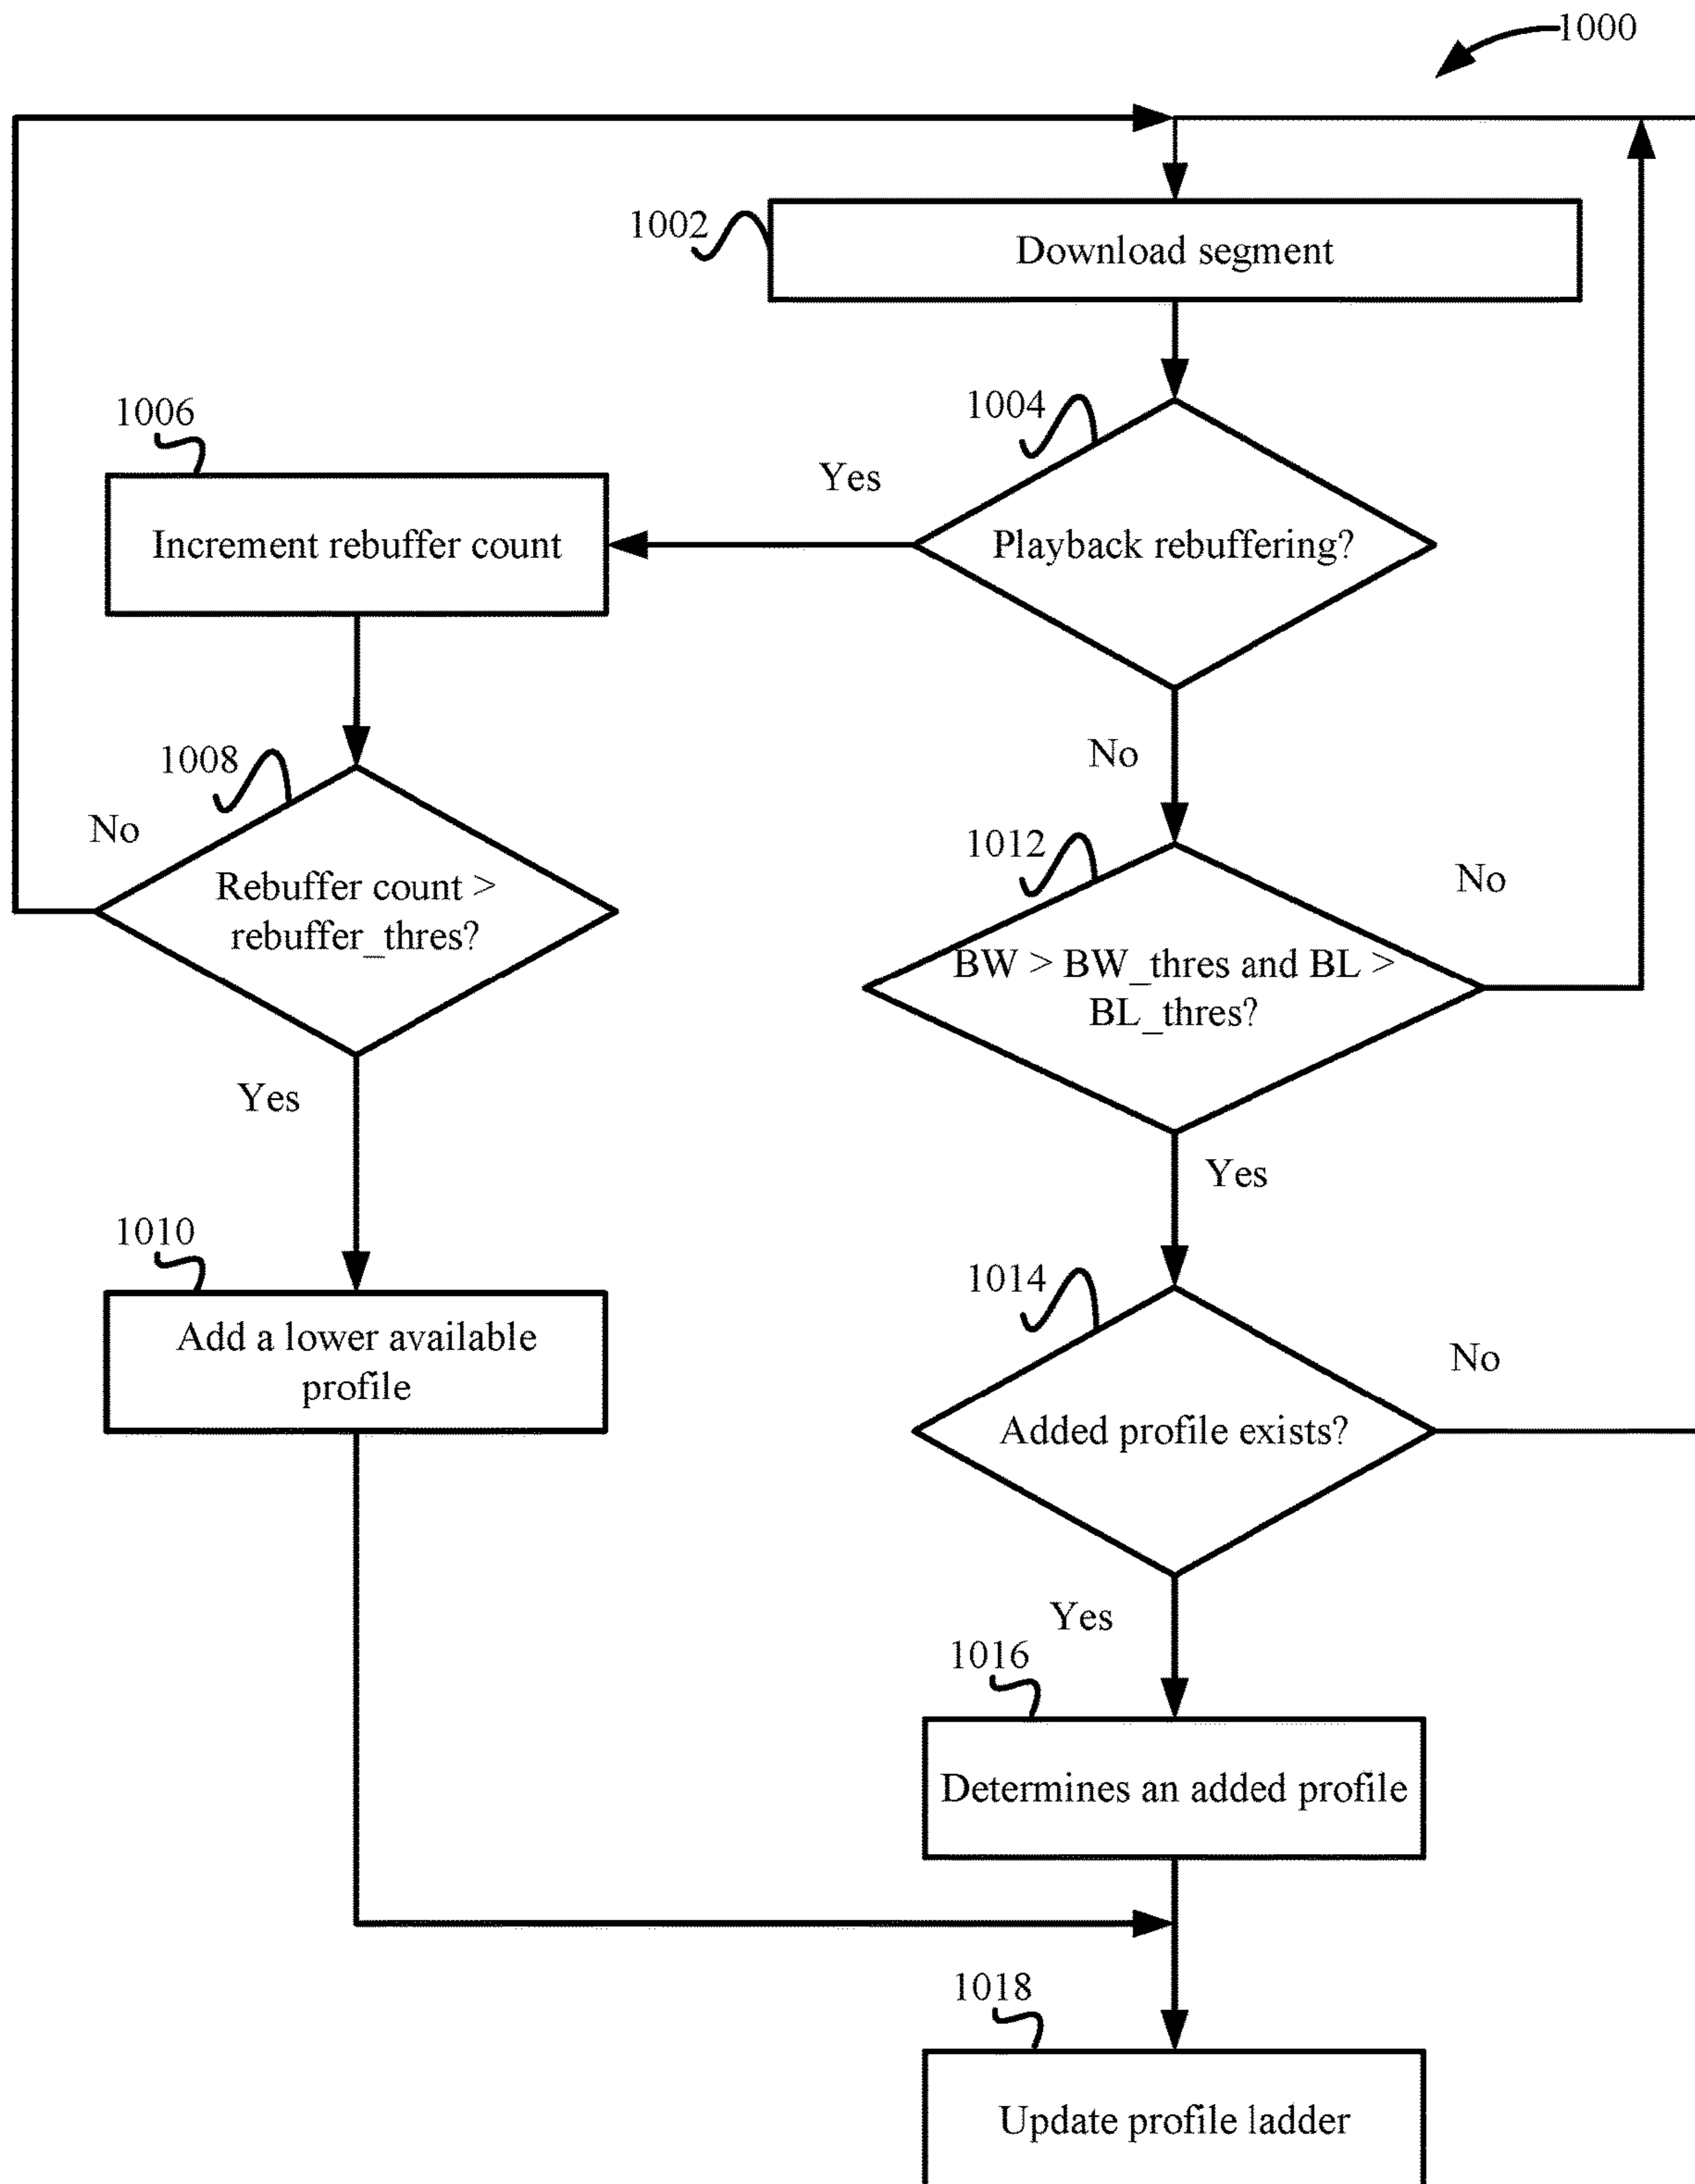 1000
1002
Download segment
1004
Playback rebuffering?
Yes
No
1006
Increment rebuffer count
1008
Rebuffer count >
rebuffer_thres?
No
Yes
1010
Add a lower available
profile
1012
BW > BW_thres and BL >
BL_thres?
No
Yes
1014
Added profile exists?
No
Yes
1016
Determines an added profile
1018
Update profile ladder